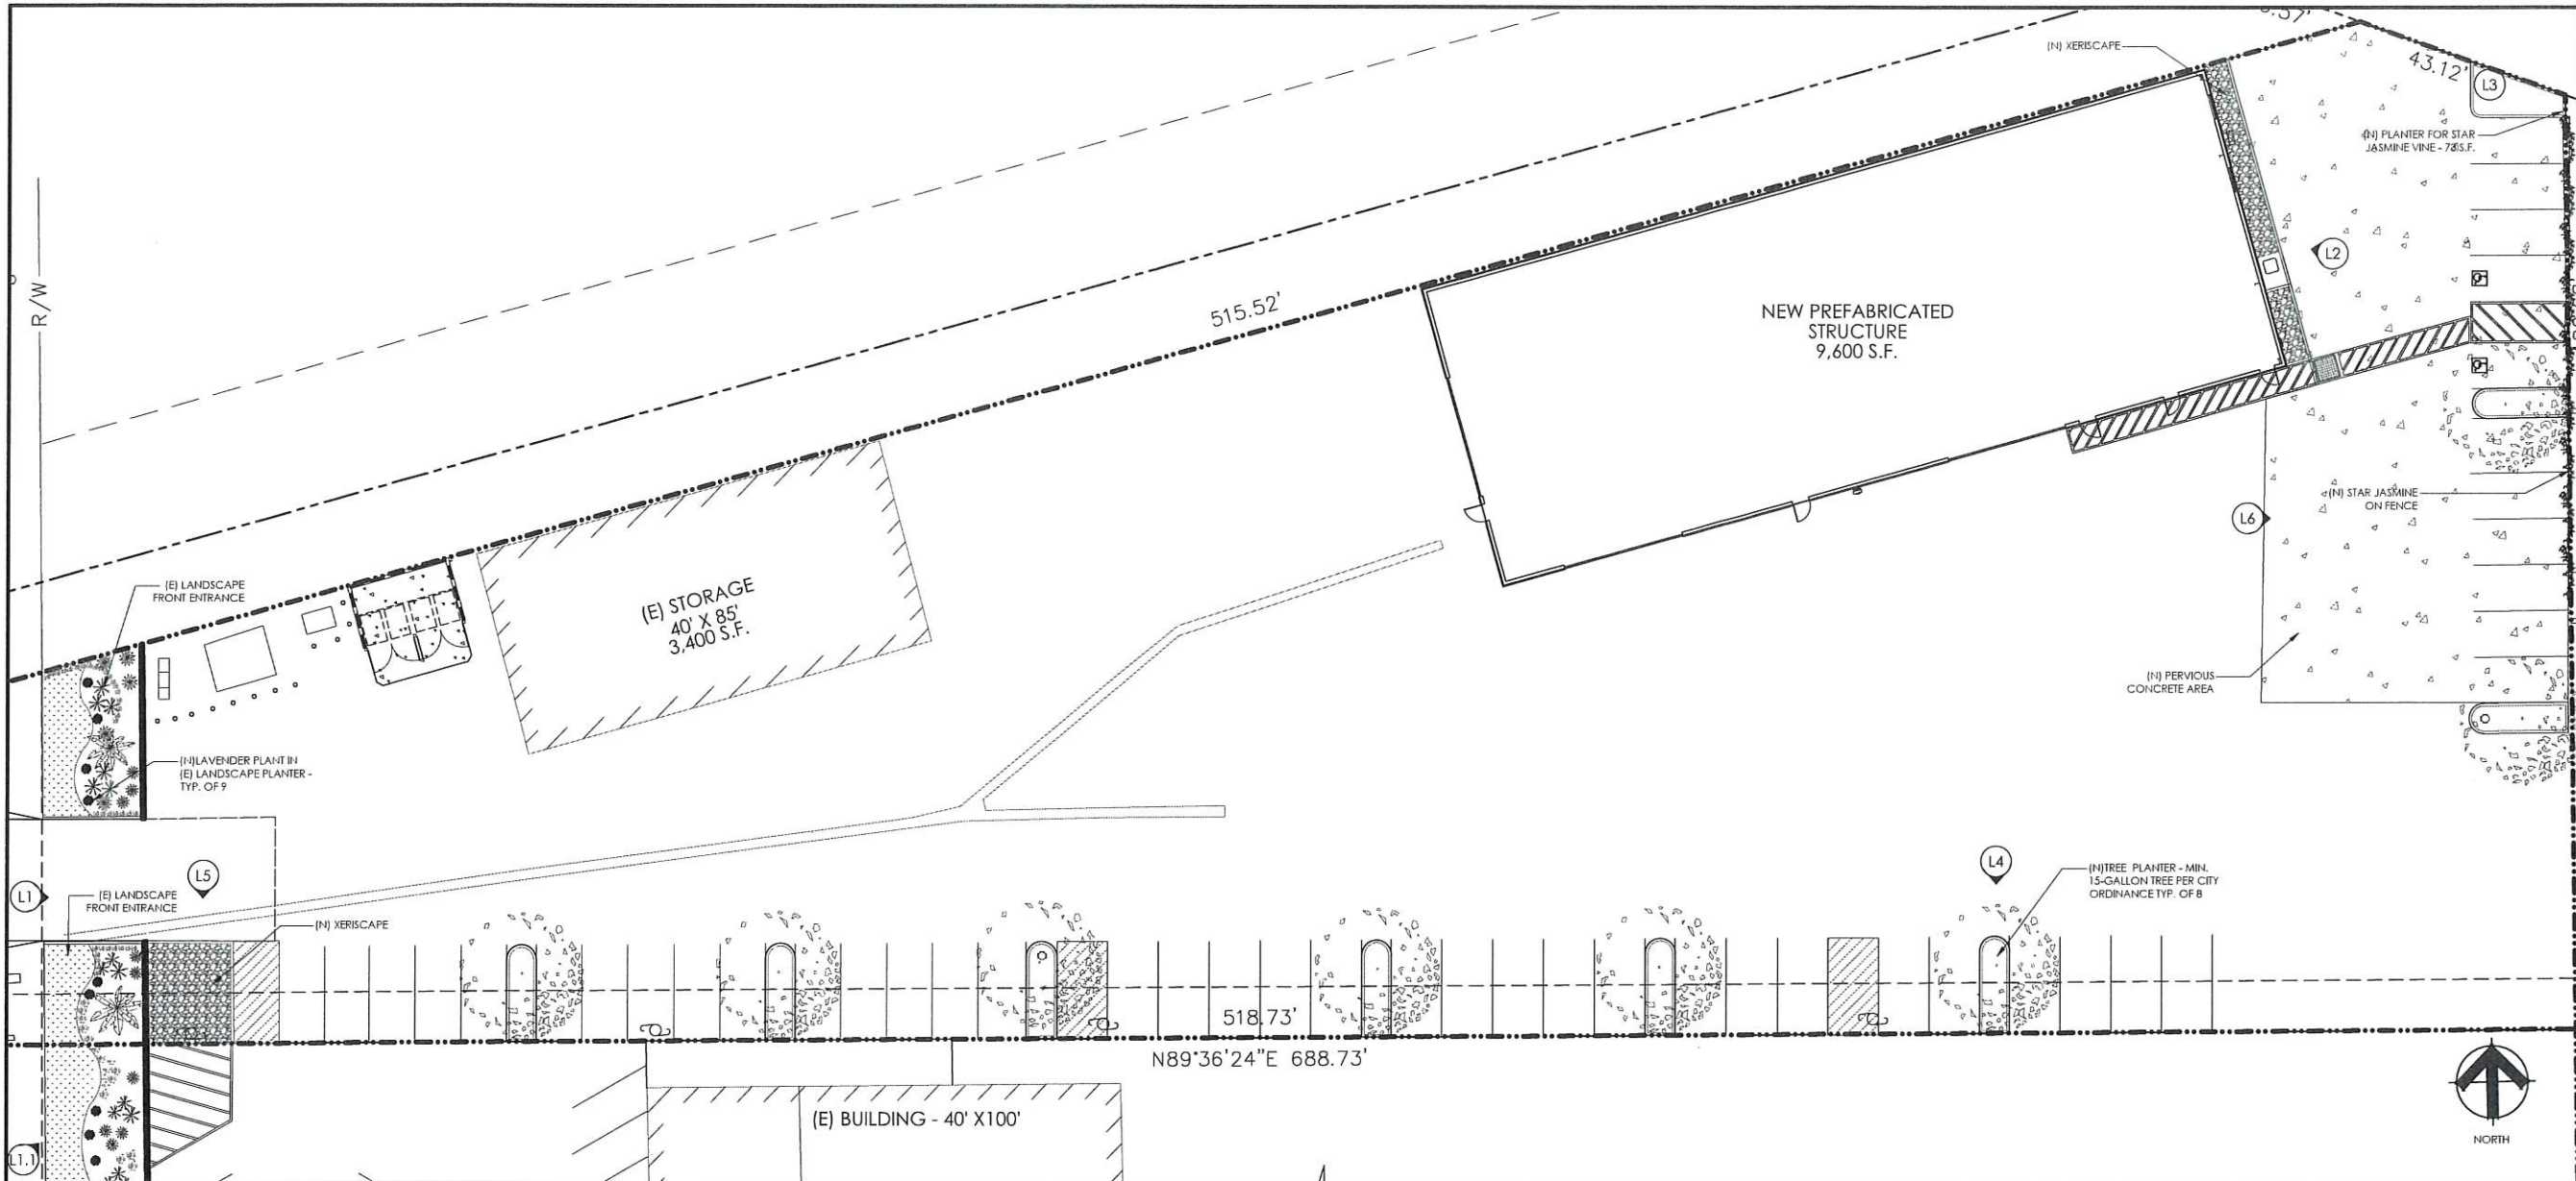 (N) XERISCAPE
43.12'
L3
(N) PLANTER FOR STAR
JASMINE VINE - 78S.F.
R/W
L2
515.52'
NEW PREFABRICATED
STRUCTURE
9,600 S.F.
(N) STAR JASMINE
ON FENCE
L6
(E) LANDSCAPE
FRONT ENTRANCE
(E) STORAGE
40' X 85'
3,400 S.F.
(N) PERVIOUS
CONCRETE AREA
(N)LAVENDER PLANT IN
(E) LANDSCAPE PLANTER -
TYP. OF 9
L5
L4
L1
(E) LANDSCAPE
FRONT ENTRANCE
(N)TREE PLANTER - MIN.
15-GALLON TREE PER CITY
ORDINANCE TYP. OF 8
(N) XERISCAPE
518.73'
N89°36'24"E 688.73'
(E) BUILDING - 40' X100'
L1.1
NORTH